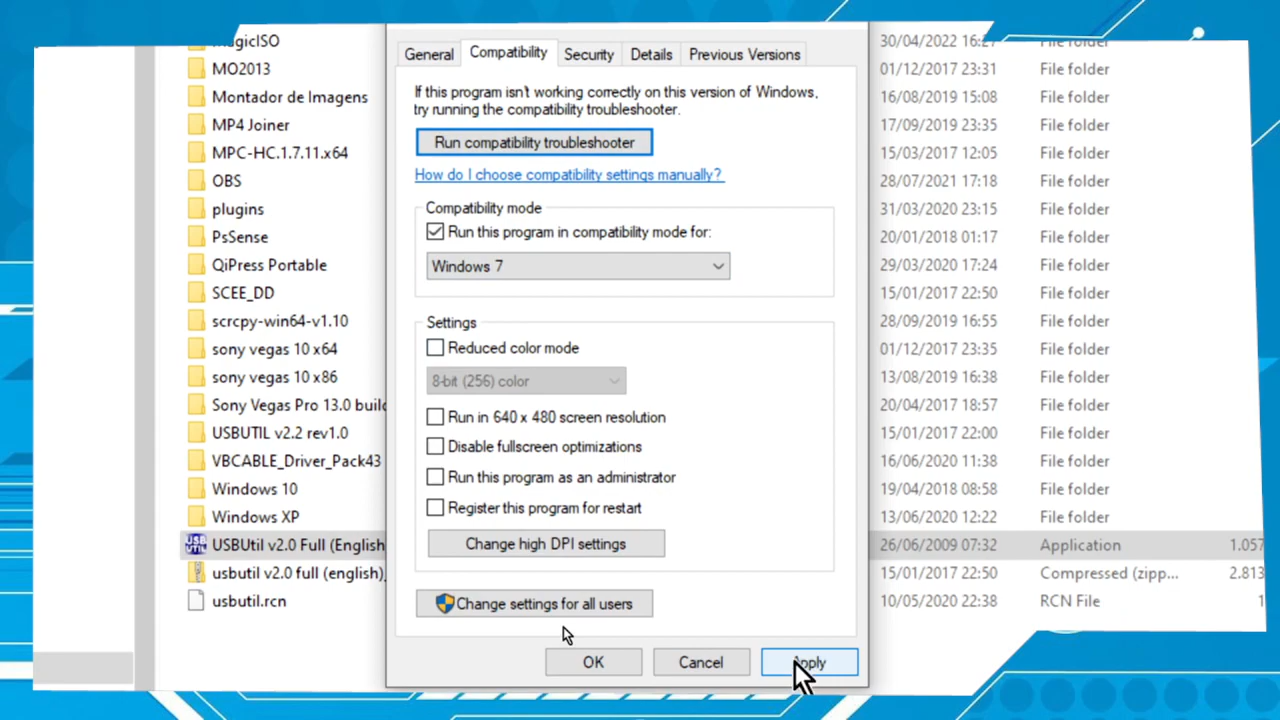 General Compatibility Security Details Previous Versions
If this program isn't working correctly on this version of Windows,
try running the compatibility troubleshooter.
Run compatibility troubleshooter
How do I choose compatibility settings manually?
Compatibility mode
Run this program in compatibility mode for:
Windows 7
Settings
Reduced color mode
8-bit (256) color
Run in 640 x 480 screen resolution
Disable fullscreen optimizations
Run this program as an administrator
Register this program for restart
Change high DPI settings
Change settings for all users
OK Cancel Apply
MagicISO 30/04/2022 16:27 File folder
MO2013 01/12/2017 23:31 File folder
Montador de Imagens 16/08/2019 15:08 File folder
MP4 Joiner 17/09/2019 23:35 File folder
MPC-HC.1.7.11.x64 15/03/2017 12:05 File folder
OBS 28/07/2021 17:18 File folder
plugins 31/03/2020 23:15 File folder
PsSense 20/01/2018 01:17 File folder
QiPress Portable 29/03/2020 17:24 File folder
SCEE_DD 15/01/2017 22:50 File folder
scrcpy-win64-v1.10 28/09/2019 16:55 File folder
sony vegas 10 x64 01/12/2017 23:35 File folder
sony vegas 10 x86 13/08/2019 16:38 File folder
Sony Vegas Pro 13.0 build 20/04/2017 18:57 File folder
USBUTIL v2.2 rev1.0 15/01/2017 22:00 File folder
VBCABLE_Driver_Pack43 16/06/2020 11:38 File folder
Windows 10 19/04/2018 08:58 File folder
Windows XP 13/06/2020 12:22 File folder
USB UTIL USBUtil v2.0 Full (English 26/06/2009 07:32 Application 1.057
usbutil v2.0 full (english) 15/01/2017 22:50 Compressed (zipp... 2.813
usbutil.rcn 10/05/2020 22:38 RCN File 1